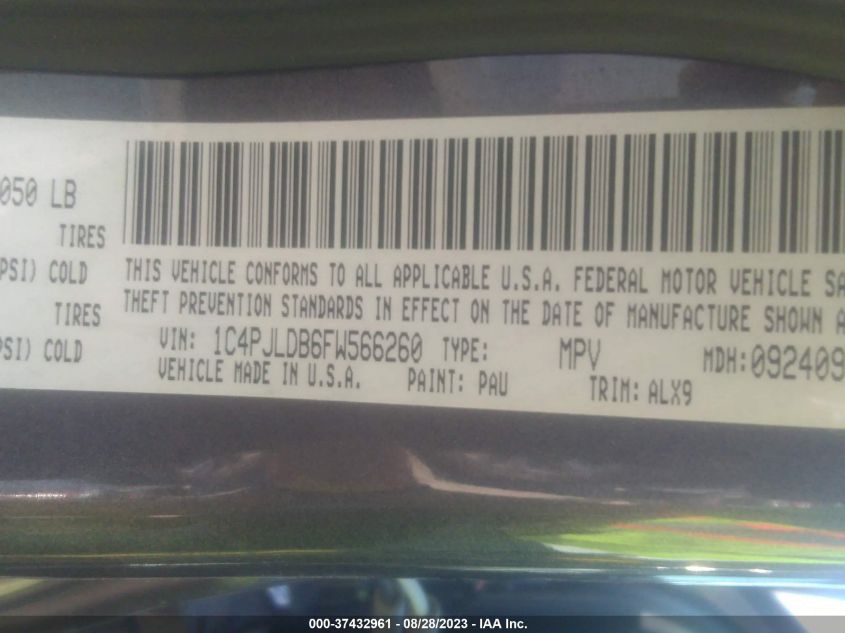 050 LB
TIRES
PSI) COLD
TIRES
PSI) COLD
THIS VEHICLE CONFORMS TO ALL APPLICABLE U.S.A. FEDERAL MOTOR VEHICLE SA
THEFT PREVENTION STANDARDS IN EFFECT ON THE DATE OF MANUFACTURE SHOWN A
VIN: 1C4PJLDB6FW566260 TYPE: MPV MDH: 092409
VEHICLE MADE IN U.S.A. PAINT: PAU TRIM: ALX9
000-37432961 - 08/28/2023 - IAA Inc.